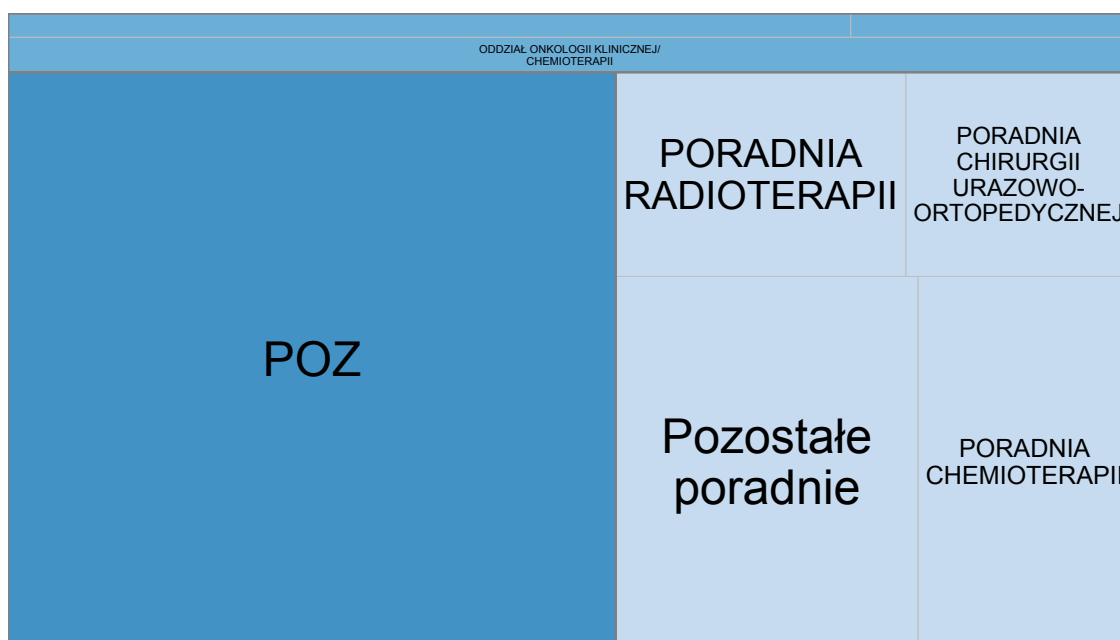 ODDZIAŁ ONKOLOGII KLINICZNEJ/
CHEMIOTERAPII
PORADNIA
RADIOTERAPII
PORADNIA
CHIRURGII
URAZOWO-
ORTOPEDYCZNEJ
POZ
Pozostałe
poradnie
PORADNIA
CHEMIOTERAPII